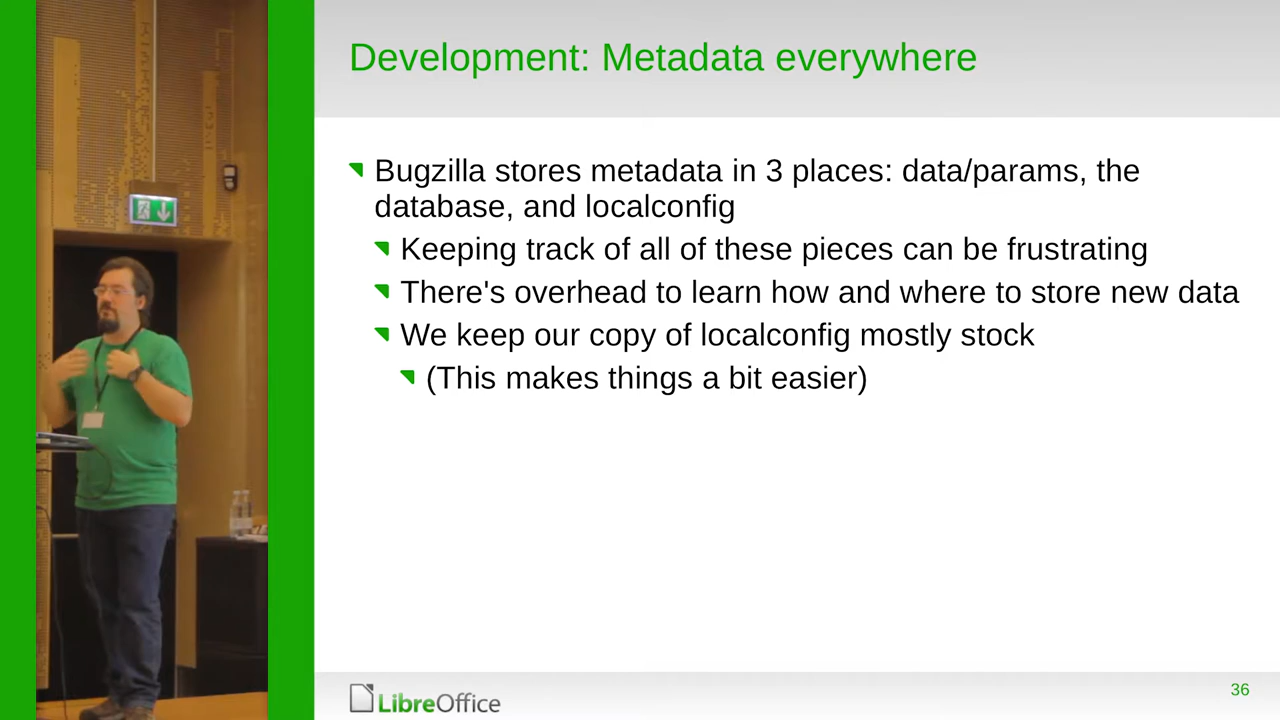 Development: Metadata everywhere
Bugzilla stores metadata in 3 places: data/params, the
database, and localconfig
Keeping track of all of these pieces can be frustrating
There's overhead to learn how and where to store new data
We keep our copy of localconfig mostly stock
(This makes things a bit easier)
LibreOffice
36